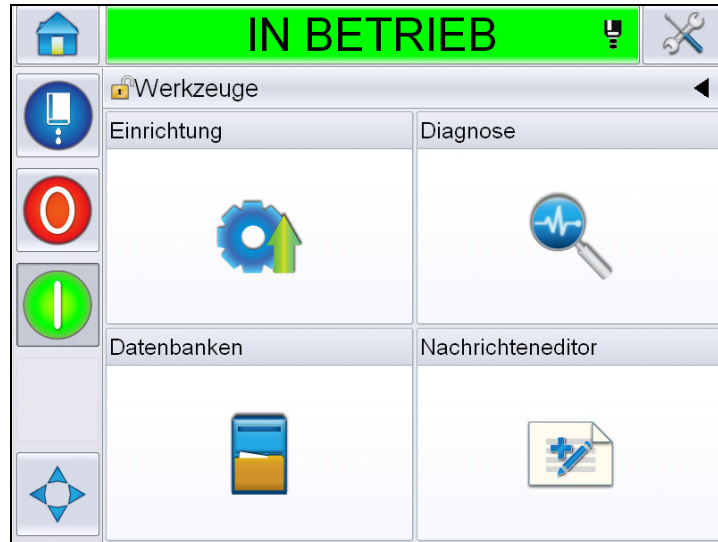 IN BETRIEB
Werkzeuge
Einrichtung
Diagnose
Datenbanken
Nachrichteneditor